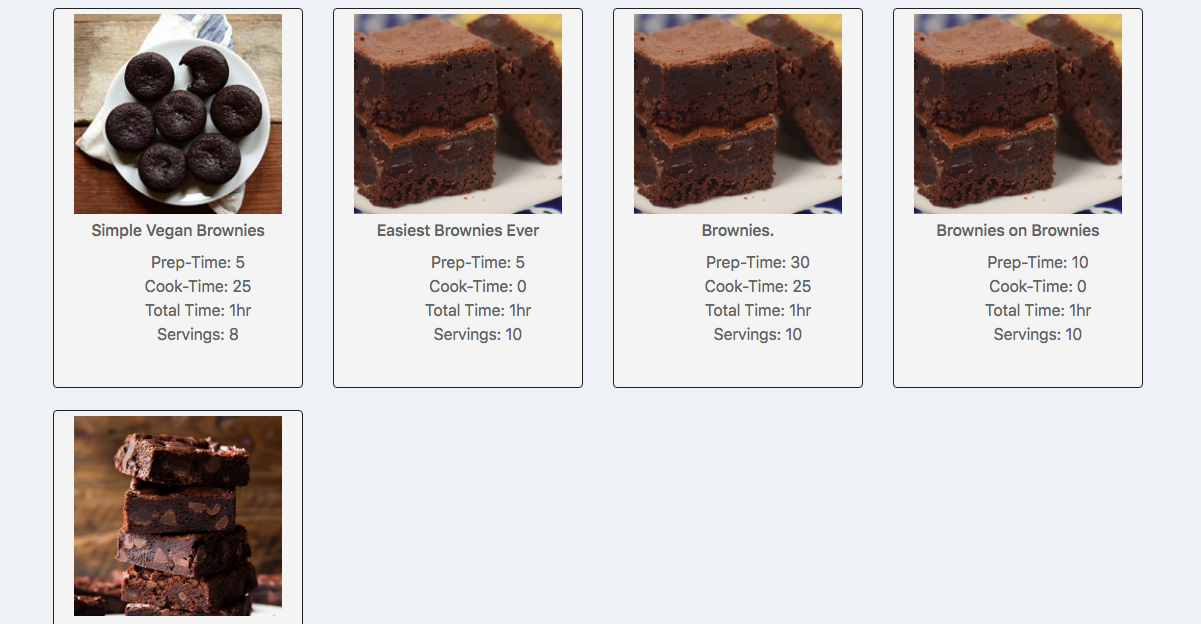 Simple Vegan Brownies
Prep-Time: 5
Cook-Time: 25
Total Time: 1hr
Servings: 8
Easiest Brownies Ever
Prep-Time: 5
Cook-Time: 0
Total Time: 1hr
Servings: 10
Brownies.
Prep-Time: 30
Cook-Time: 25
Total Time: 1hr
Servings: 10
Brownies on Brownies
Prep-Time: 10
Cook-Time: 0
Total Time: 1hr
Servings: 10